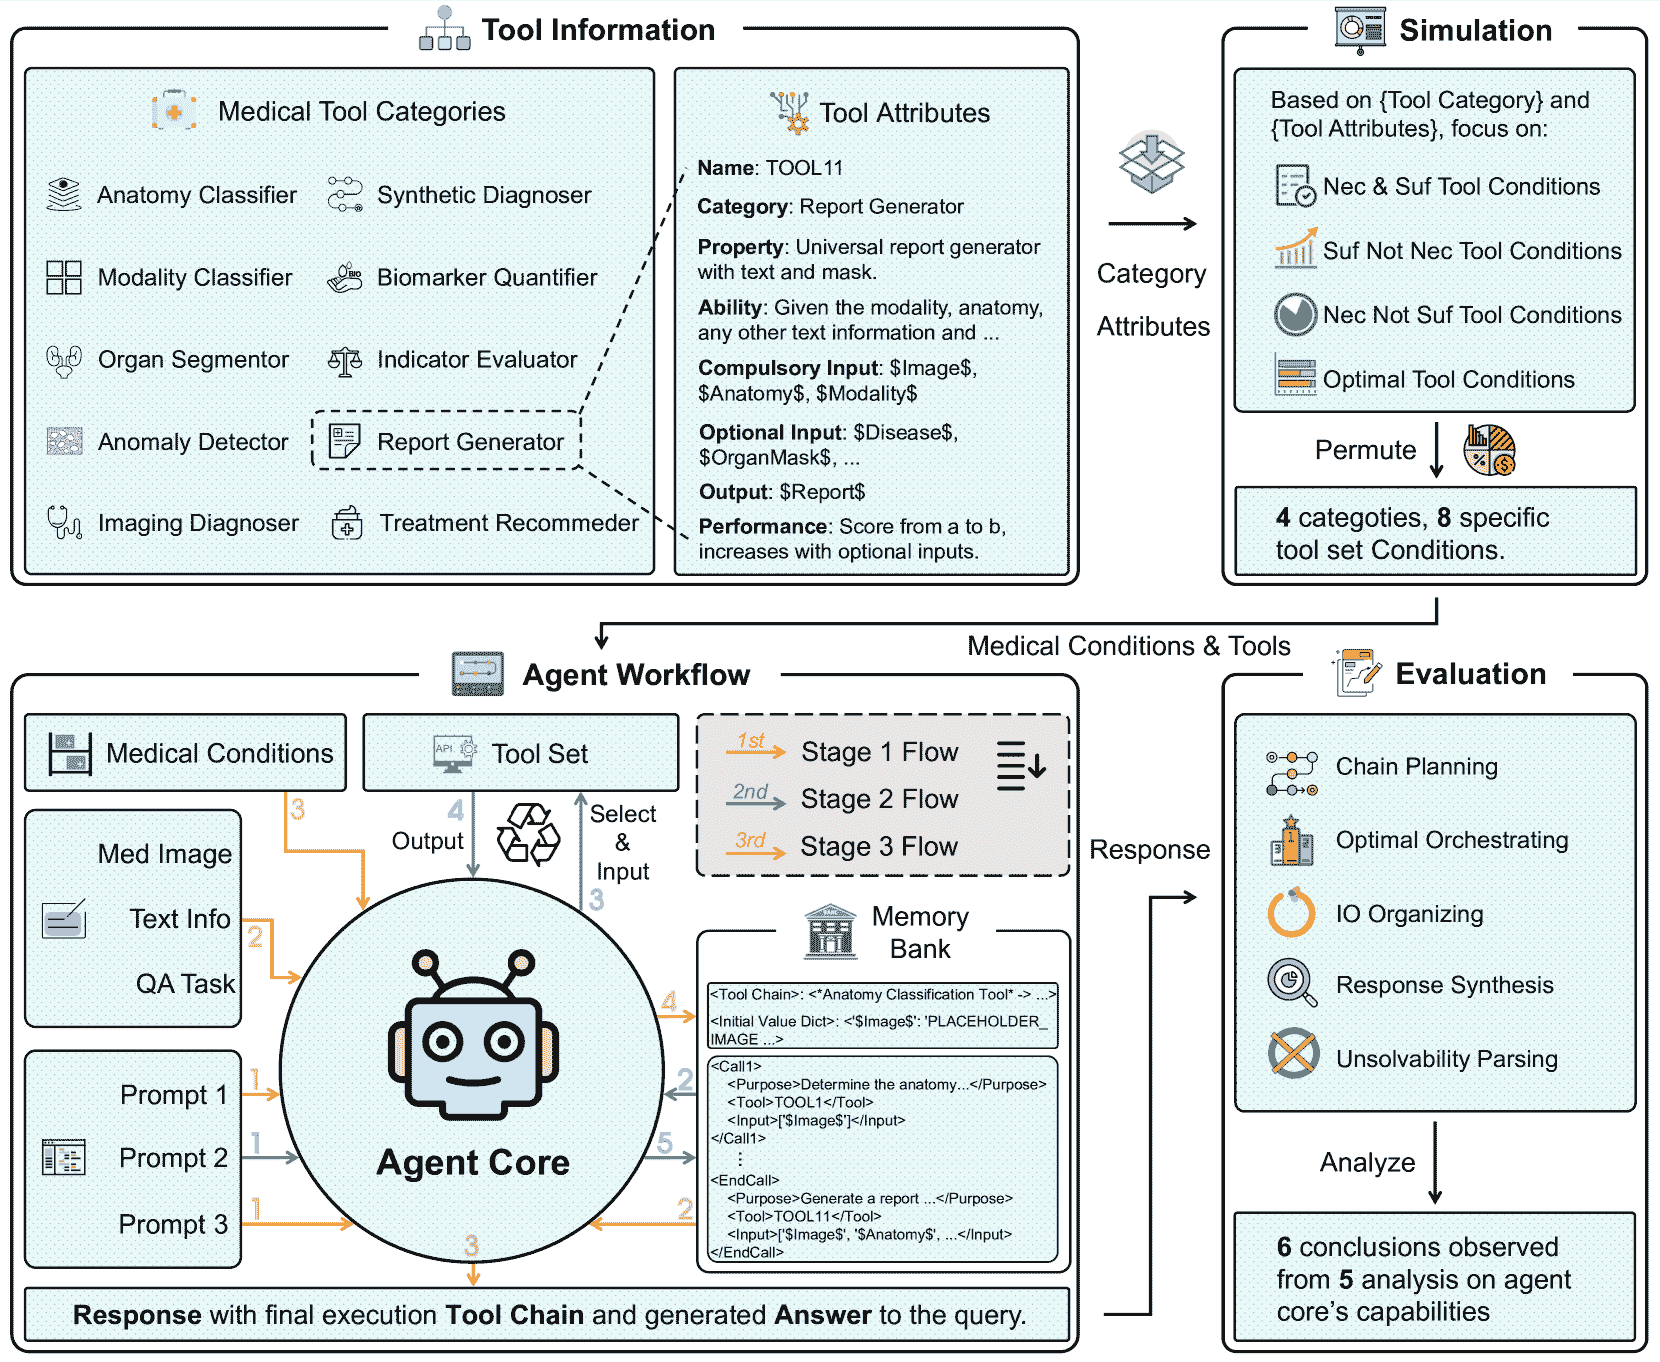 Tool Information
Medical Tool Categories
Anatomy Classifier
Synthetic Diagnoser
Modality Classifier
Biomarker Quantifier
BIO
Organ Segmentor
Indicator Evaluator
Anomaly Detector
Report Generator
Imaging Diagnoser
Treatment Recommeder
Tool Attributes
Name: TOOL11
Category: Report Generator
Property: Universal report generator
with text and mask.
Ability: Given the modality, anatomy,
any other text information and ...
Compulsory Input: $Image$,
$Anatomy$, $Modality$
Optional Input: $Disease$,
$OrganMask$, ...
Output: $Report$
Performance: Score from a to b,
increases with optional inputs.
Category
Attributes
Simulation
Based on {Tool Category} and
{Tool Attributes}, focus on:
Nec & Suf Tool Conditions
Suf Not Nec Tool Conditions
Nec Not Suf Tool Conditions
Optimal Tool Conditions
Permute
%
$
4 categoties, 8 specific
tool set Conditions.
Medical Conditions & Tools
Agent Workflow
Medical Conditions
API
Tool Set
1st
Stage 1 Flow
2nd
Stage 2 Flow
3rd
Stage 3 Flow
3
4
Output
Select
&
Input
3
Med Image
Text Info
2
QA Task
Prompt 1
1
Prompt 2
1
Prompt 3
1
Agent Core
4
2
5
2
3
Memory
Bank
<Tool Chain>: <*Anatomy Classification Tool* -> ...>
<Initial Value Dict>: <'$Image$': 'PLACEHOLDER_
IMAGE ...>
<Call1>
<Purpose>Determine the anatomy...</Purpose>
<Tool>TOOL1</Tool>
<Input>['$Image$']</Input>
</Call1>
⋮
<EndCall>
<Purpose>Generate a report ...</Purpose>
<Tool>TOOL11</Tool>
<Input>['$Image$', '$Anatomy$', ...</Input>
</EndCall>
Response with final execution Tool Chain and generated Answer to the query.
Response
Evaluation
Chain Planning
1
Optimal Orchestrating
IO Organizing
Response Synthesis
Unsolvability Parsing
Analyze
6 conclusions observed
from 5 analysis on agent
core's capabilities